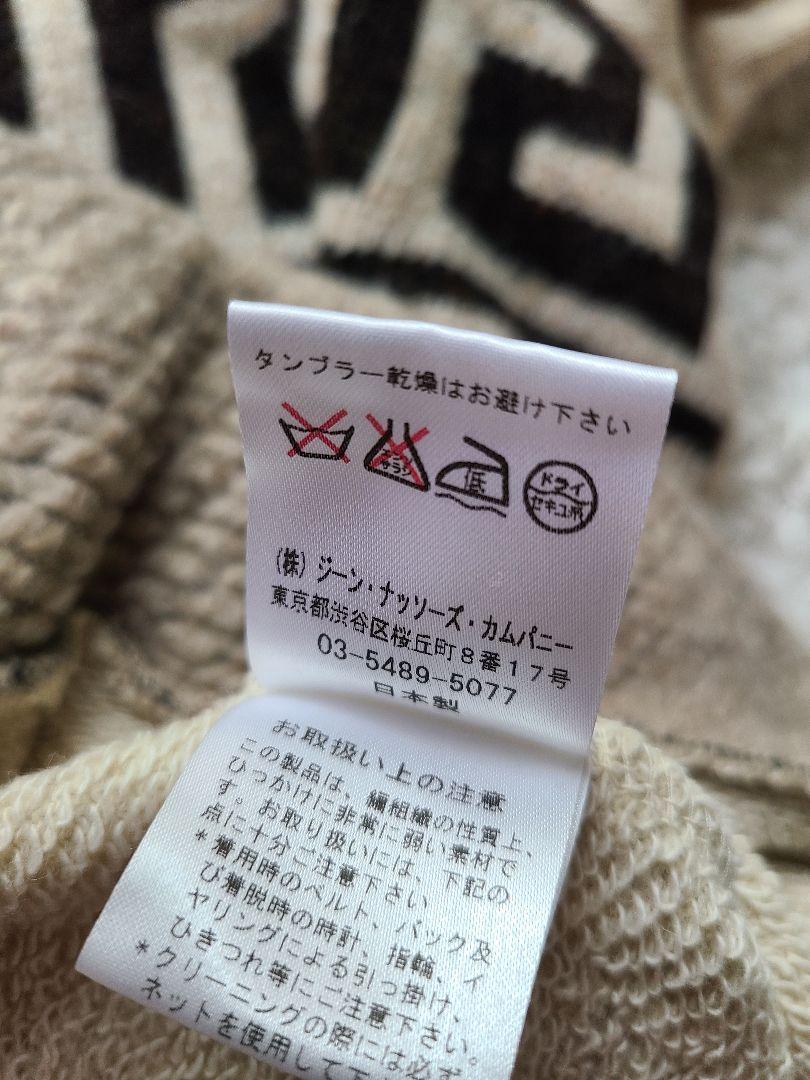 タンブラー乾燥はお避け下さい
エンソ
サラシ
低
ドライ
セキユ系
(株) ジーン・ナッソーズ・カムパニー
東京都渋谷区桜丘町8番17号
03-5489-5077
日本製
お取扱い上の注意
この製品は、編組織の性質上、
ひっかけに非常に弱い素材で
す。お取り扱いには、下記の
点に十分ご注意下さい
*着用時のベルト、バック及
び着脱時の時計、指輪、イ
ヤリングによる引っ掛け、
ひきつれ等にご注意下さい。
*クリーニングの際には必ず
ネットを使用して下